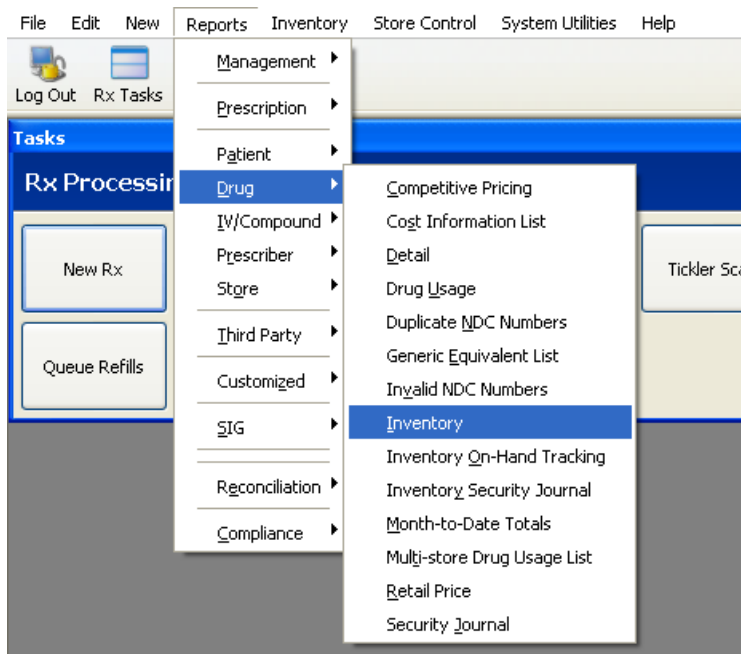 File Edit New Reports Inventory Store Control System Utilities Help
Log Out Rx Tasks
Tasks
Rx Processin
New Rx
Queue Refills
Tickler Sca
Management
Prescription
Patient
Drug
IV/Compound
Prescriber
Store
Third Party
Customized
SIG
Reconciliation
Compliance
Competitive Pricing
Cost Information List
Detail
Drug Usage
Duplicate NDC Numbers
Generic Equivalent List
Invalid NDC Numbers
Inventory
Inventory On-Hand Tracking
Inventory Security Journal
Month-to-Date Totals
Multi-store Drug Usage List
Retail Price
Security Journal